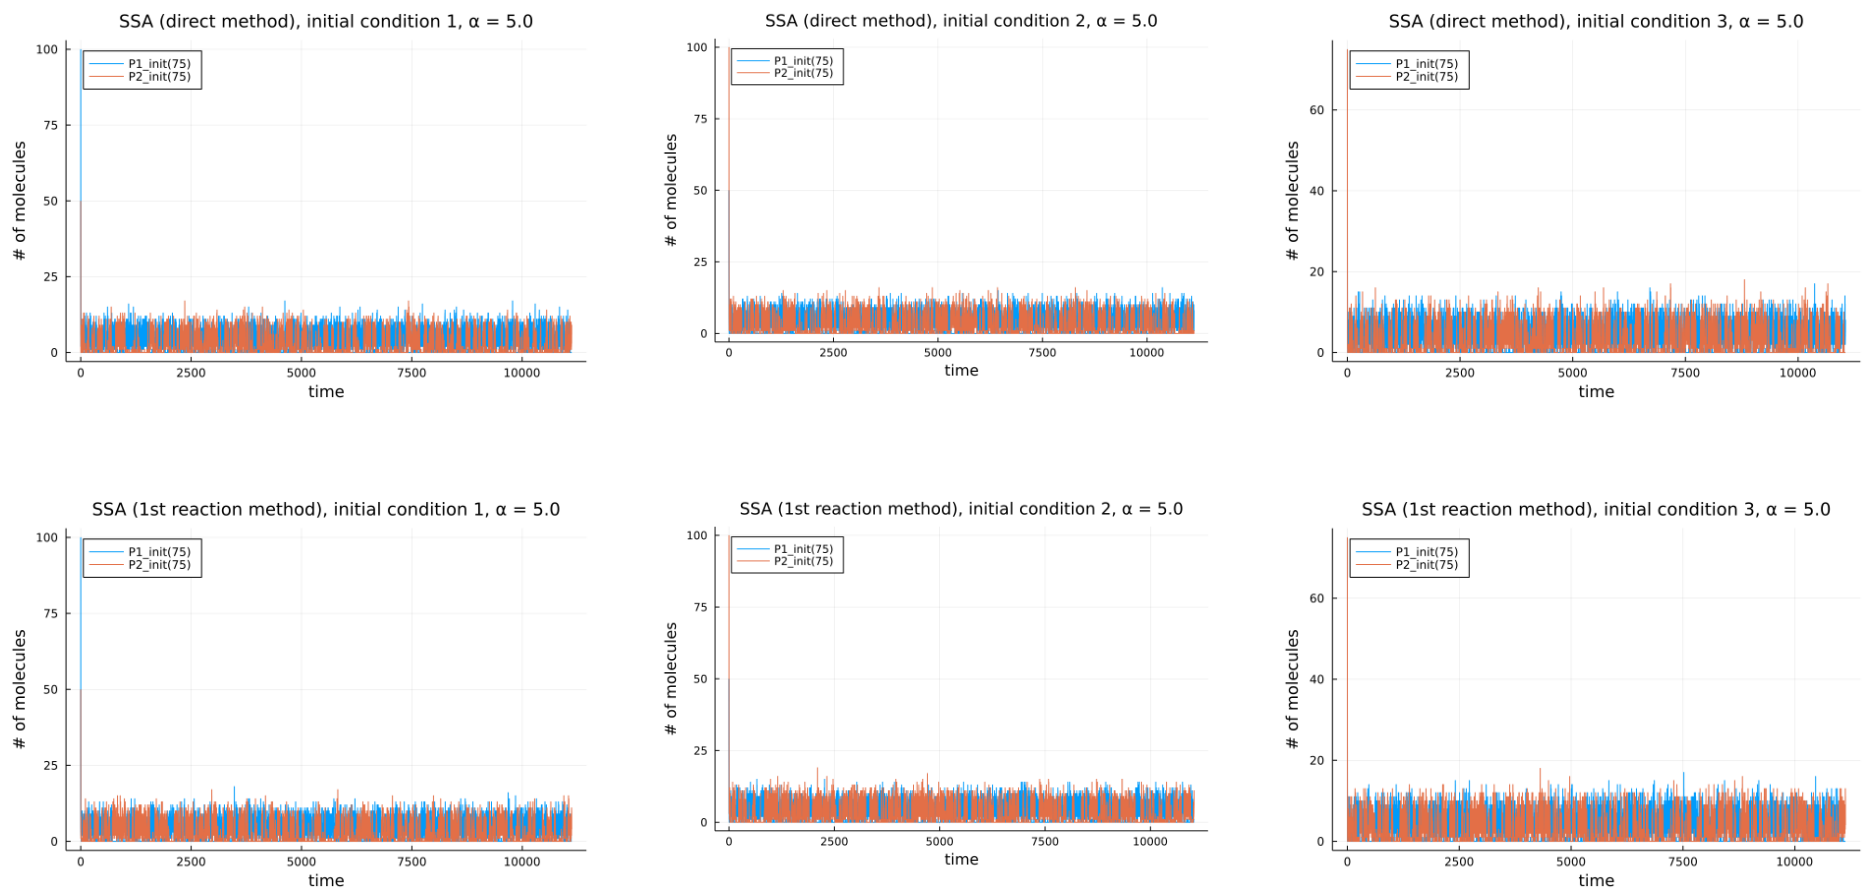 SSA (direct method), initial condition 1, α = 5.0
P1_init(75)
P2_init(75)
100
75
50
25
0
# of molecules
0 2500 5000 7500 10000
time
SSA (direct method), initial condition 2, α = 5.0
P1_init(75)
P2_init(75)
100
75
50
25
0
# of molecules
0 2500 5000 7500 10000
time
SSA (direct method), initial condition 3, α = 5.0
P1_init(75)
P2_init(75)
60
40
20
0
# of molecules
0 2500 5000 7500 10000
time
SSA (1st reaction method), initial condition 1, α = 5.0
P1_init(75)
P2_init(75)
100
75
50
25
0
# of molecules
0 2500 5000 7500 10000
time
SSA (1st reaction method), initial condition 2, α = 5.0
P1_init(75)
P2_init(75)
100
75
50
25
0
# of molecules
0 2500 5000 7500 10000
time
SSA (1st reaction method), initial condition 3, α = 5.0
P1_init(75)
P2_init(75)
60
40
20
0
# of molecules
0 2500 5000 7500 10000
time